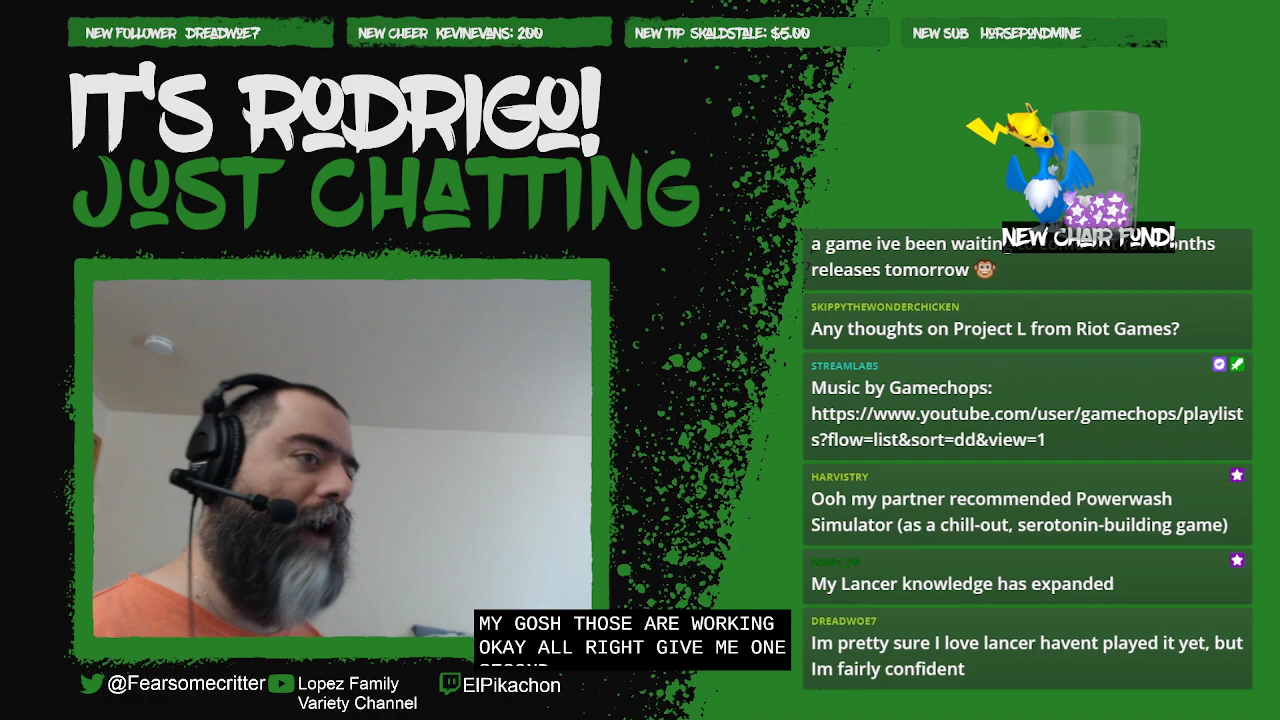 NEW FOLLOWER DREADWOE7
NEW CHEER KEVINEVANS: 200
NEW TIP SKALDSTALE: $5.00
NEW SUB HORSEPONDMINE
IT'S RODRIGO!
JUST CHATTING
NEW CHAIR FUND!
a game ive been waiting
releases tomorrow 🐵
SKIPPYTHEWONDERCHICKEN
Any thoughts on Project L from Riot Games?
STREAMLABS
Music by Gamechops:
https://www.youtube.com/user/gamechops/playlist
s?flow=list&sort=dd&view=1
HARVISTRY
Ooh my partner recommended Powerwash
Simulator (as a chill-out, serotonin-building game)
My Lancer knowledge has expanded
DREADWOE7
Im pretty sure I love lancer havent played it yet, but
Im fairly confident
MY GOSH THOSE ARE WORKING
OKAY ALL RIGHT GIVE ME ONE
@Fearsomecritter
Lopez Family
Variety Channel
ElPikachon